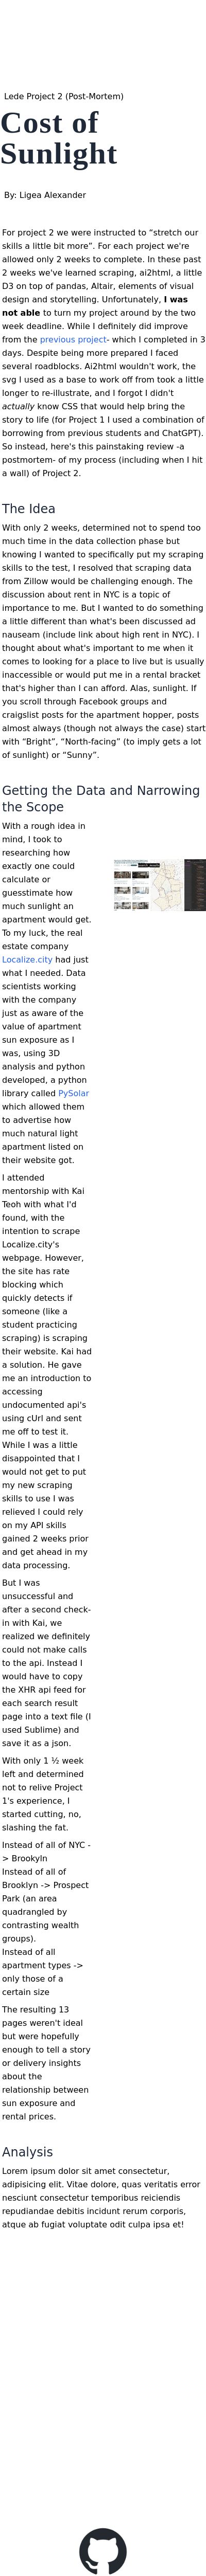 Lede Project 2 (Post-Mortem)
Cost of
Sunlight
By: Ligea Alexander
For project 2 we were instructed to “stretch our
skills a little bit more”. For each project we're
allowed only 2 weeks to complete. In these past
2 weeks we've learned scraping, ai2html, a little
D3 on top of pandas, Altair, elements of visual
design and storytelling. Unfortunately, I was
not able to turn my project around by the two
week deadline. While I definitely did improve
from the previous project- which I completed in 3
days. Despite being more prepared I faced
several roadblocks. Ai2html wouldn't work, the
svg I used as a base to work off from took a little
longer to re-illustrate, and I forgot I didn't
actually know CSS that would help bring the
story to life (for Project 1 I used a combination of
borrowing from previous students and ChatGPT).
So instead, here's this painstaking review -a
postmortem- of my process (including when I hit
a wall) of Project 2.
The Idea
With only 2 weeks, determined not to spend too
much time in the data collection phase but
knowing I wanted to specifically put my scraping
skills to the test, I resolved that scraping data
from Zillow would be challenging enough. The
discussion about rent in NYC is a topic of
importance to me. But I wanted to do something
a little different than what's been discussed ad
nauseam (include link about high rent in NYC). I
thought about what's important to me when it
comes to looking for a place to live but is usually
inaccessible or would put me in a rental bracket
that's higher than I can afford. Alas, sunlight. If
you scroll through Facebook groups and
craigslist posts for the apartment hopper, posts
almost always (though not always the case) start
with “Bright”, “North-facing” (to imply gets a lot
of sunlight) or “Sunny”.
Getting the Data and Narrowing
the Scope
With a rough idea in
mind, I took to
researching how
exactly one could
calculate or
guesstimate how
much sunlight an
apartment would get.
To my luck, the real
estate company
Localize.city had just
what I needed. Data
scientists working
with the company
just as aware of the
value of apartment
sun exposure as I
was, using 3D
analysis and python
developed, a python
library called PySolar
which allowed them
to advertise how
much natural light
apartment listed on
their website got.
I attended
mentorship with Kai
Teoh with what I'd
found, with the
intention to scrape
Localize.city's
webpage. However,
the site has rate
blocking which
quickly detects if
someone (like a
student practicing
scraping) is scraping
their website. Kai had
a solution. He gave
me an introduction to
accessing
undocumented api's
using cUrl and sent
me off to test it.
While I was a little
disappointed that I
would not get to put
my new scraping
skills to use I was
relieved I could rely
on my API skills
gained 2 weeks prior
and get ahead in my
data processing.
But I was
unsuccessful and
after a second check-
in with Kai, we
realized we definitely
could not make calls
to the api. Instead I
would have to copy
the XHR api feed for
each search result
page into a text file (I
used Sublime) and
save it as a json.
With only 1 ½ week
left and determined
not to relive Project
1's experience, I
started cutting, no,
slashing the fat.
Instead of all of NYC -
> Brookyln
Instead of all of
Brooklyn -> Prospect
Park (an area
quadrangled by
contrasting wealth
groups).
Instead of all
apartment types ->
only those of a
certain size
The resulting 13
pages weren't ideal
but were hopefully
enough to tell a story
or delivery insights
about the
relationship between
sun exposure and
rental prices.
Analysis
Lorem ipsum dolor sit amet consectetur,
adipisicing elit. Vitae dolore, quas veritatis error
nesciunt consectetur temporibus reiciendis
repudiandae debitis incidunt rerum corporis,
atque ab fugiat voluptate odit culpa ipsa et!